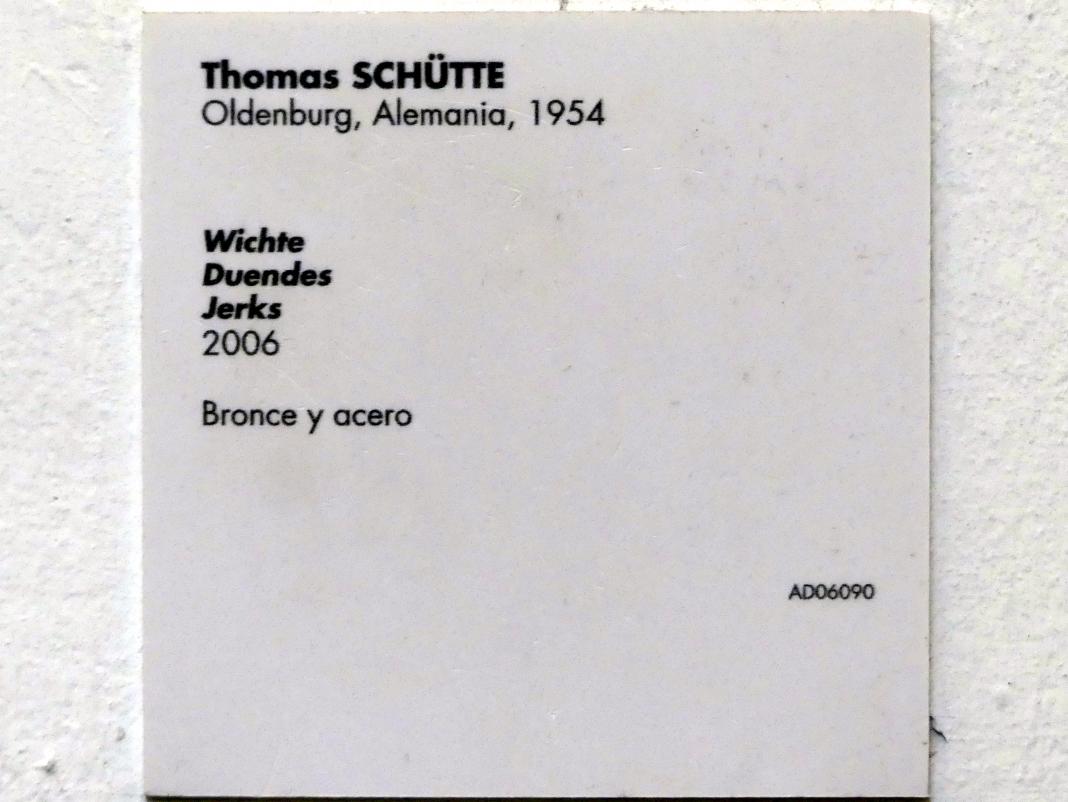 Thomas SCHÜTTE
Oldenburg, Alemania, 1954
Wichte
Duendes
Jerks
2006
Bronce y acero
AD06090